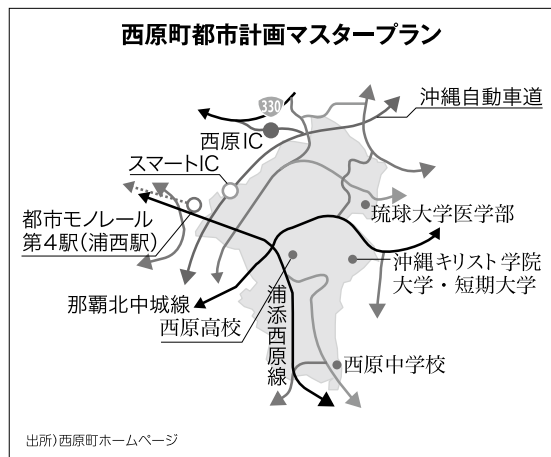 西原町都市計画マスタープラン
330
沖縄自動車道
西原IC
スマートIC
琉球大学医学部
都市モノレール
第4駅(浦西駅)
沖縄キリスト学院
大学・短期大学
那覇北中城線
西原高校
浦添西原線
西原中学校
出所)西原町ホームページ